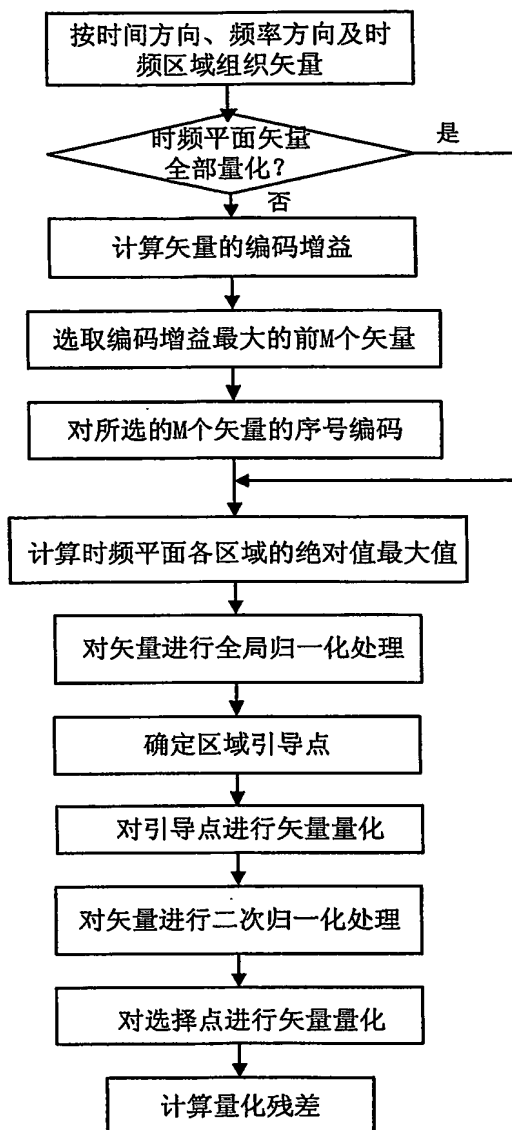 按时间方向、频率方向及时
频区域组织矢量
时频平面矢量
全部量化？
是
否
计算矢量的编码增益
选取编码增益最大的前M个矢量
对所选的M个矢量的序号编码
计算时频平面各区域的绝对值最大值
对矢量进行全局归一化处理
确定区域引导点
对引导点进行矢量量化
对矢量进行二次归一化处理
对选择点进行矢量量化
计算量化残差